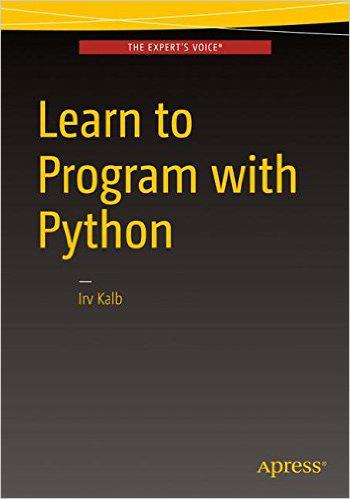 THE EXPERT'S VOICE®
Learn to
Program with
Python
Irv Kalb
Apress®